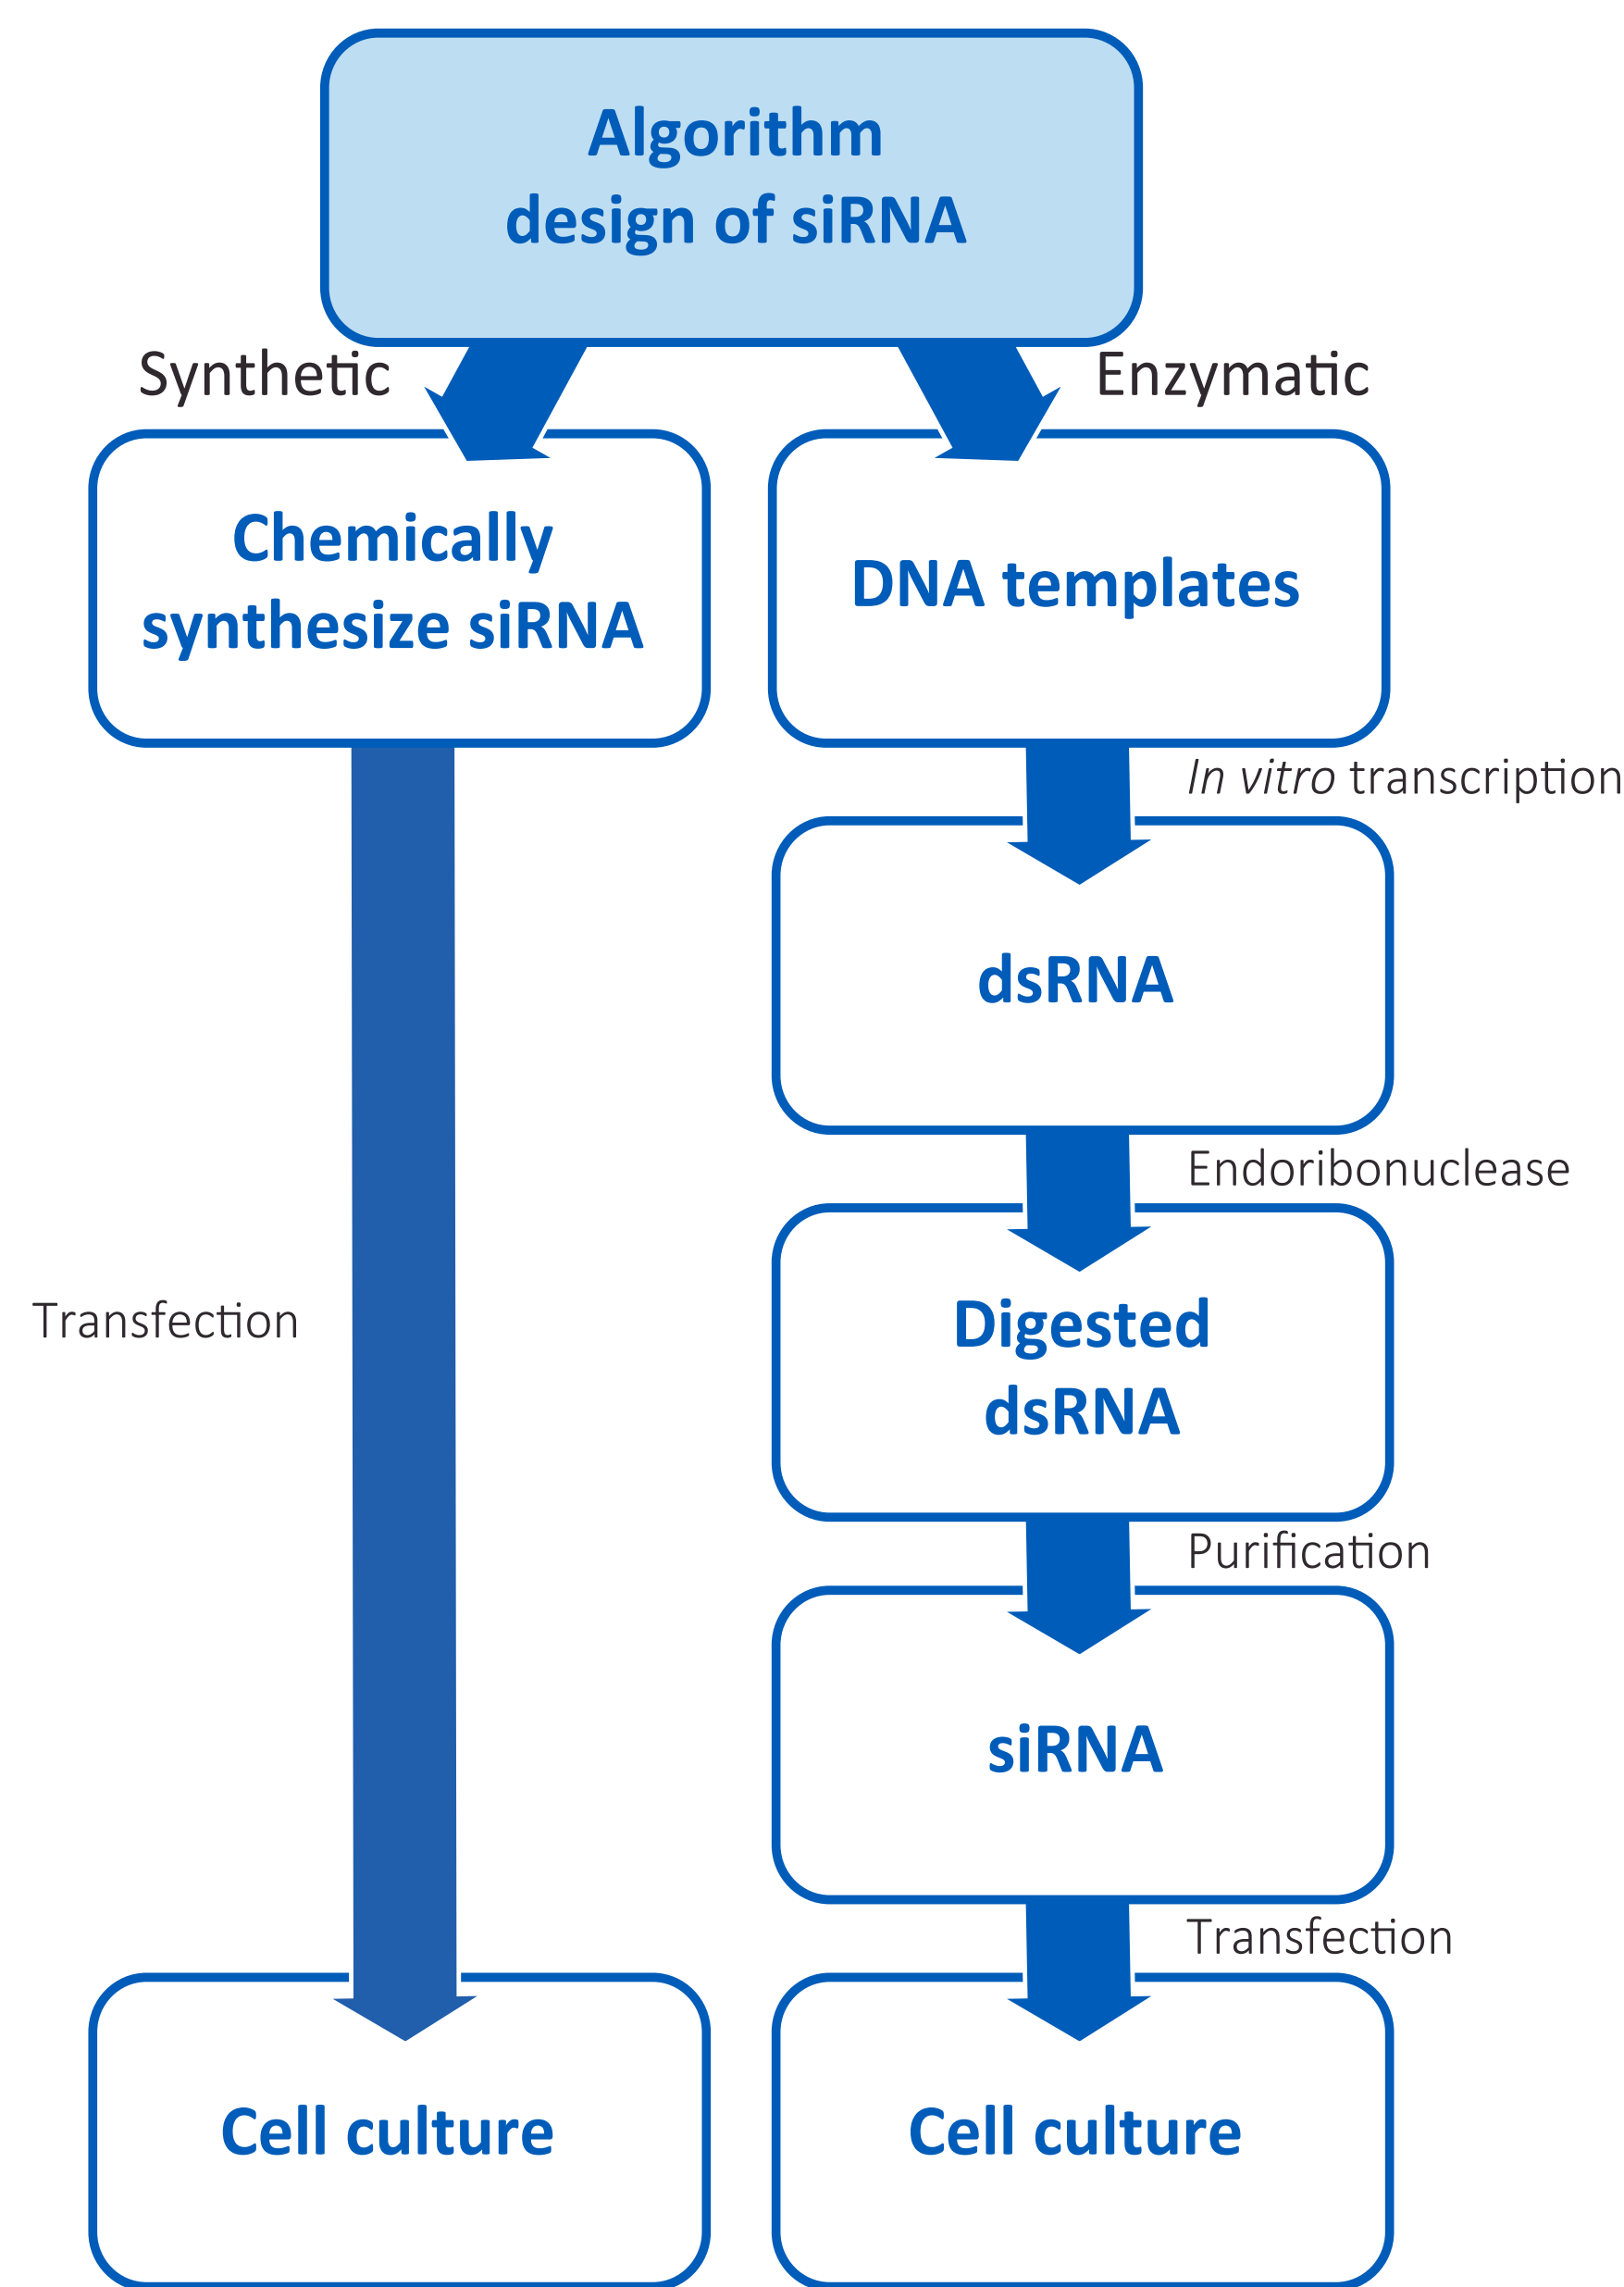 Algorithm
design of siRNA
Synthetic
Enzymatic
Chemically
synthesize siRNA
DNA templates
In vitro transcription
dsRNA
Endoribonuclease
Transfection
Digested
dsRNA
Purification
siRNA
Transfection
Cell culture
Cell culture